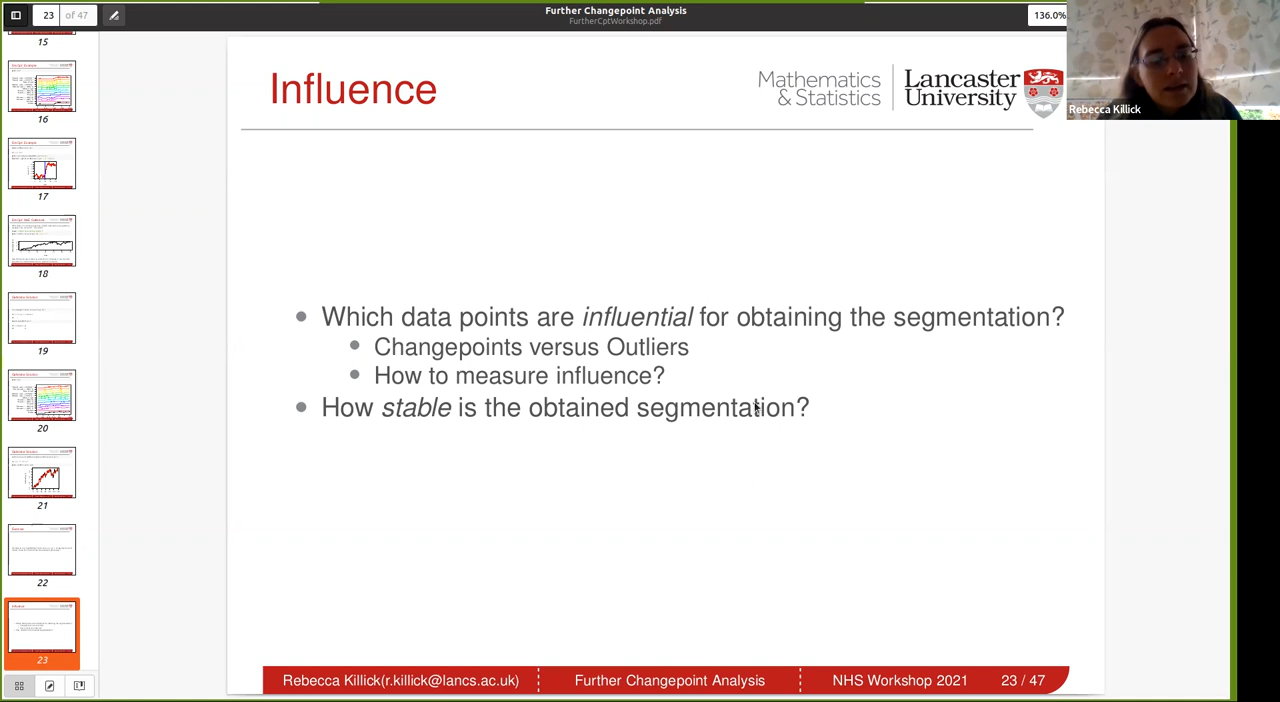 23 of 47
Further Changepoint Analysis
FurtherCptWorkshop.pdf
136.0%
Rebecca Killick
Influence
Mathematics & Statistics
Lancaster University
• Which data points are influential for obtaining the segmentation?
• Changepoints versus Outliers
• How to measure influence?
• How stable is the obtained segmentation?
Rebecca Killick(r.killick@lancs.ac.uk) Further Changepoint Analysis NHS Workshop 2021 23 / 47
15
16
17
18
19
20
21
22
23